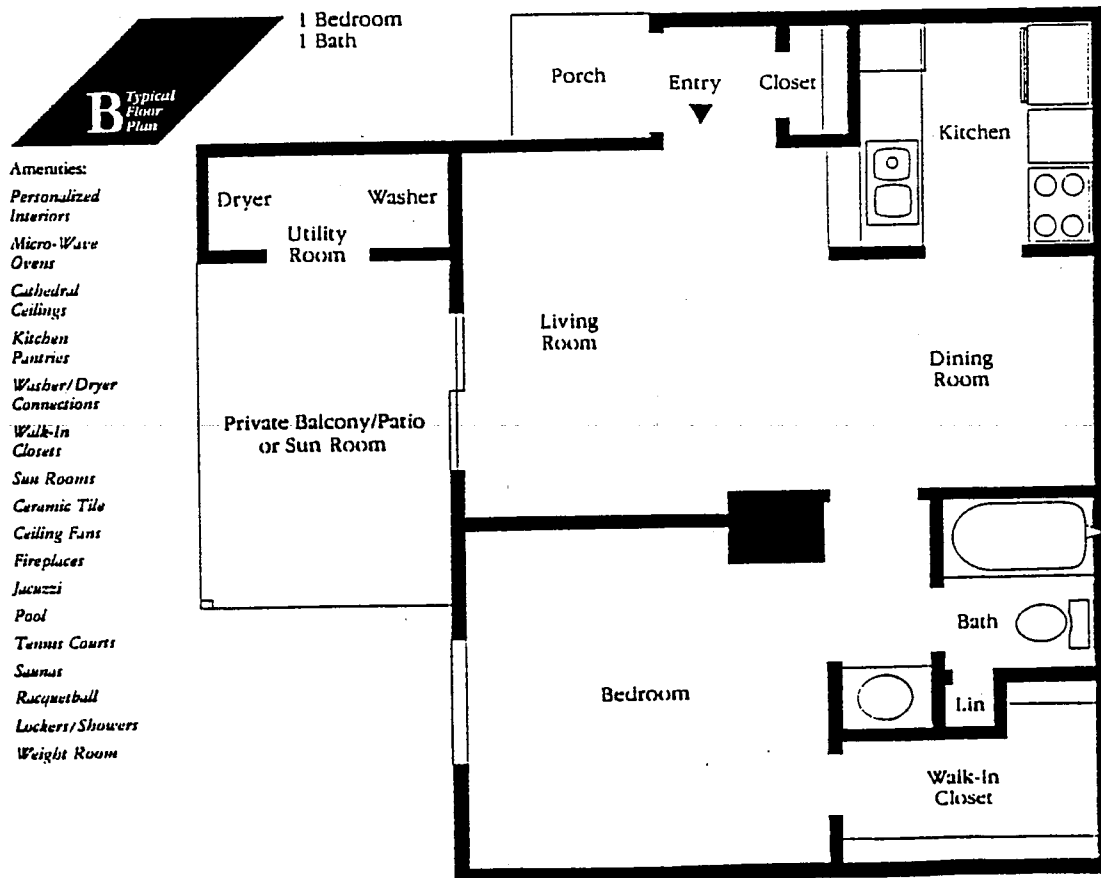 1 Bedroom
1 Bath
B Typical
Floor
Plan
Amenities:
Personalized
Interiors
Micro-Wave
Ovens
Cathedral
Ceilings
Kitchen
Pantries
Washer/Dryer
Connections
Walk-In
Closets
Sun Rooms
Ceramic Tile
Ceiling Fans
Fireplaces
Jacuzzi
Pool
Tennis Courts
Saunas
Racquetball
Lockers/Showers
Weight Room
Porch
Entry
Closet
Kitchen
Dryer
Washer
Utility
Room
Living
Room
Dining
Room
Private Balcony/Patio
or Sun Room
Bath
Bedroom
Lin
Walk-In
Closet